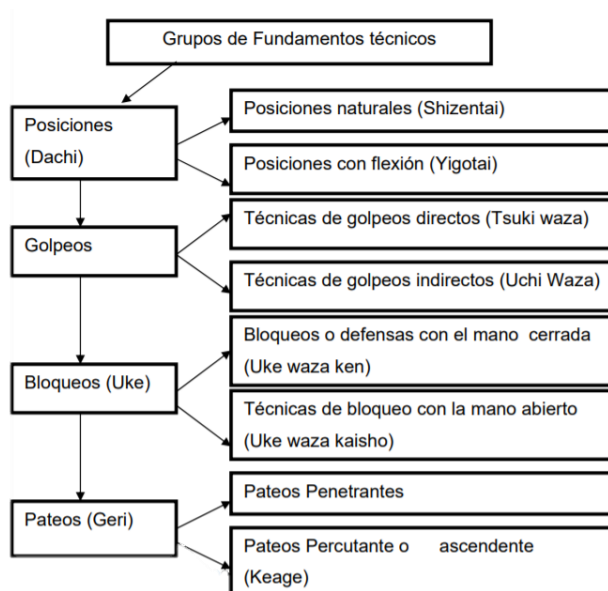 Grupos de Fundamentos técnicos
Posiciones
(Dachi)
Posiciones naturales (Shizentai)
Posiciones con flexión (Yigotai)
Golpeos
Técnicas de golpeos directos (Tsuki waza)
Técnicas de golpeos indirectos (Uchi Waza)
Bloqueos (Uke)
Bloqueos o defensas con el mano cerrada
(Uke waza ken)
Técnicas de bloqueo con la mano abierto
(Uke waza kaisho)
Pateos (Geri)
Pateos Penetrantes
Pateos Percutante o ascendente
(Keage)